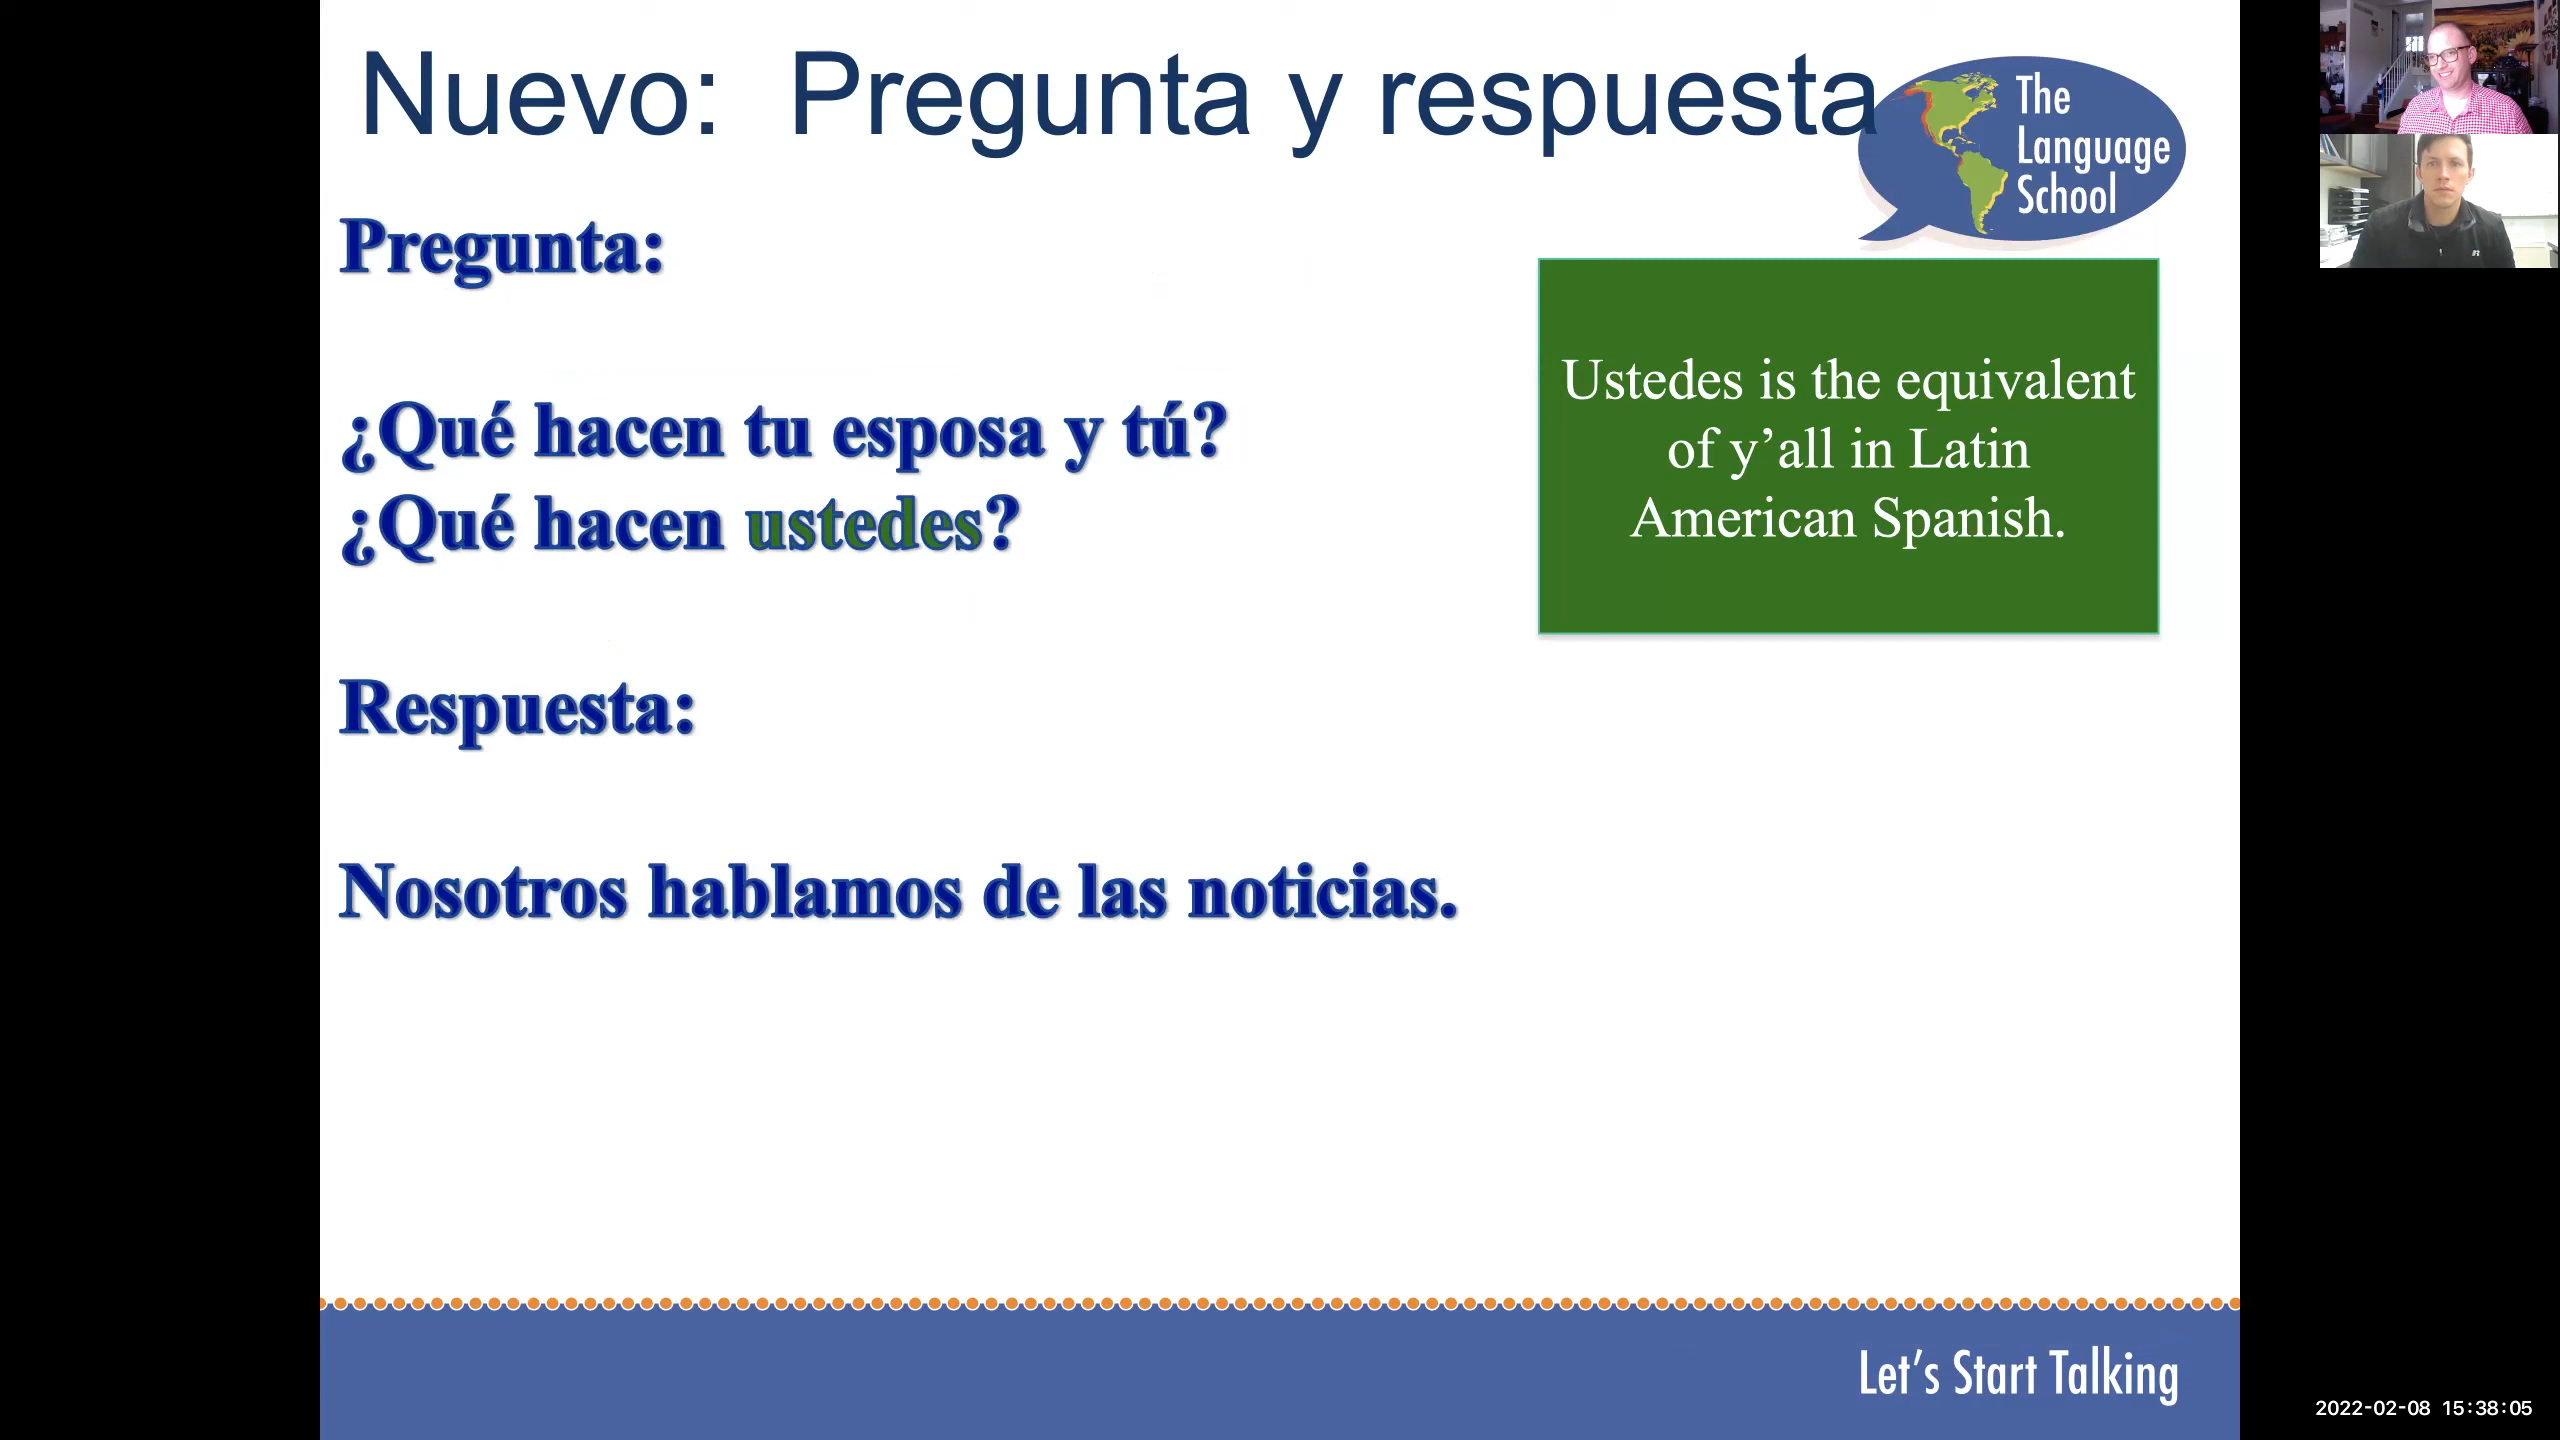 Nuevo: Pregunta y respuesta
The
Language
School
Pregunta:
¿Qué hacen tu esposa y tú?
¿Qué hacen ustedes?
Ustedes is the equivalent
of y’all in Latin
American Spanish.
Respuesta:
Nosotros hablamos de las noticias.
Let’s Start Talking
2022-02-08 15:38:05